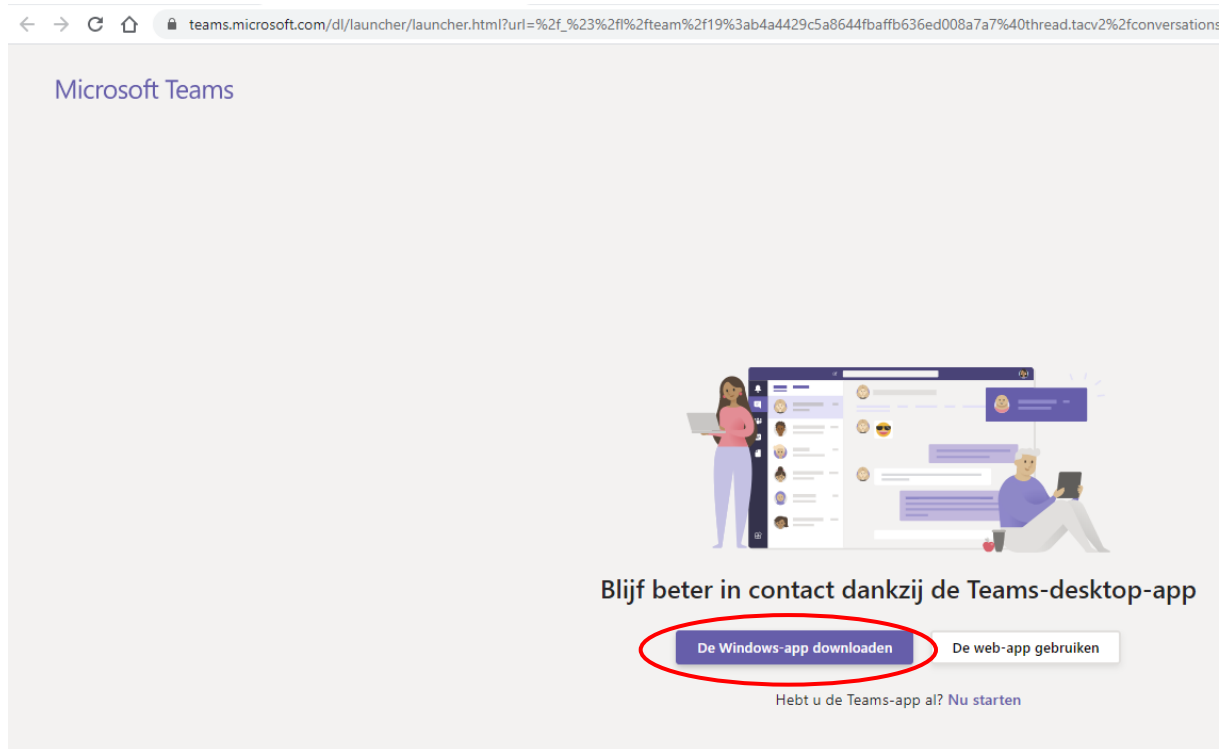 teams.microsoft.com/dl/launcher/launcher.html?url=%2f_%23%2fl%2fteam%2f19%3ab4a4429c5a8644fbaffb636ed008a7a7%40thread.tacv2%2fconversations
Microsoft Teams
Blijf beter in contact dankzij de Teams-desktop-app
De Windows-app downloaden De web-app gebruiken
Hebt u de Teams-app al? Nu starten